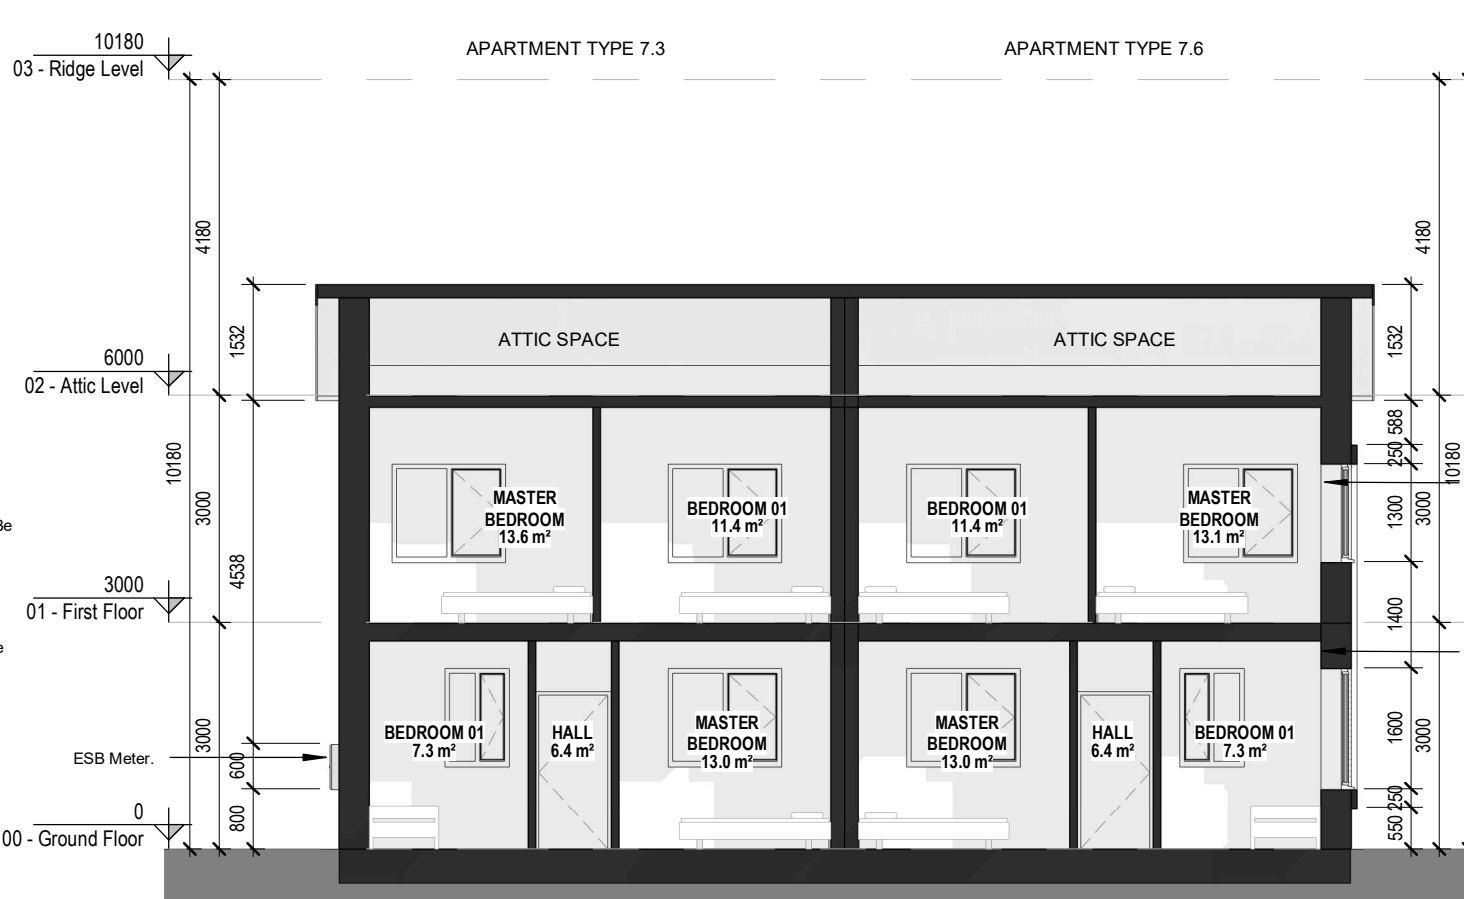 10180
03 - Ridge Level
APARTMENT TYPE 7.3
APARTMENT TYPE 7.6
4180
4180
1532
ATTIC SPACE
ATTIC SPACE
1532
6000
02 - Attic Level
588
250
10180
10180
3000
4538
MASTER
BEDROOM
13.6 m²
BEDROOM 01
11.4 m²
BEDROOM 01
11.4 m²
MASTER
BEDROOM
13.1 m²
1300
3000
3000
01 - First Floor
1400
3000
600
800
ESB Meter.
BEDROOM 01
7.3 m²
HALL
6.4 m²
MASTER
BEDROOM
13.0 m²
MASTER
BEDROOM
13.0 m²
HALL
6.4 m²
BEDROOM 01
7.3 m²
1600
3000
250
550
0
00 - Ground Floor